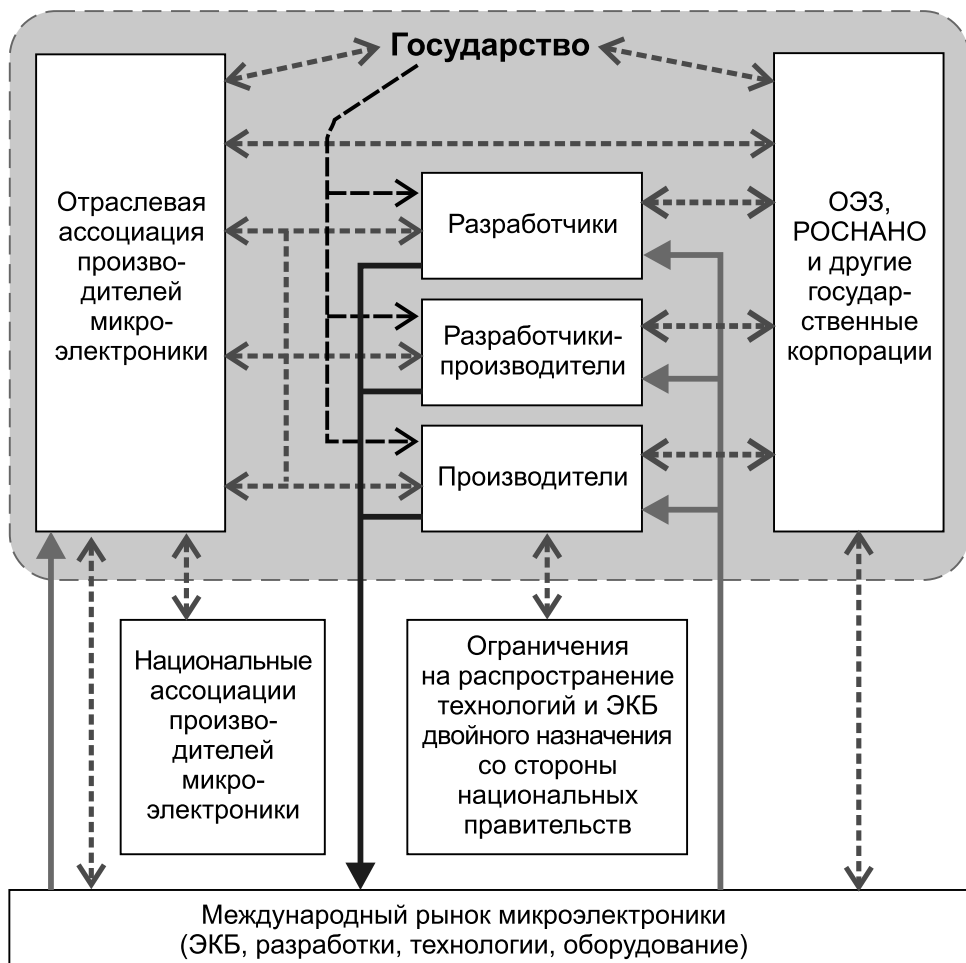 Государство
Отраслевая
ассоциация
произво-
дителей
микро-
электроники
Разработчики
Разработчики-
производители
Производители
ОЭЗ,
РОСНАНО
и другие
государ-
ственные
корпорации
Национальные
ассоциации
произво-
дителей
микро-
электроники
Ограничения
на распространение
технологий и ЭКБ
двойного назначения
со стороны
национальных
правительств
Международный рынок микроэлектроники
(ЭКБ, разработки, технологии, оборудование)